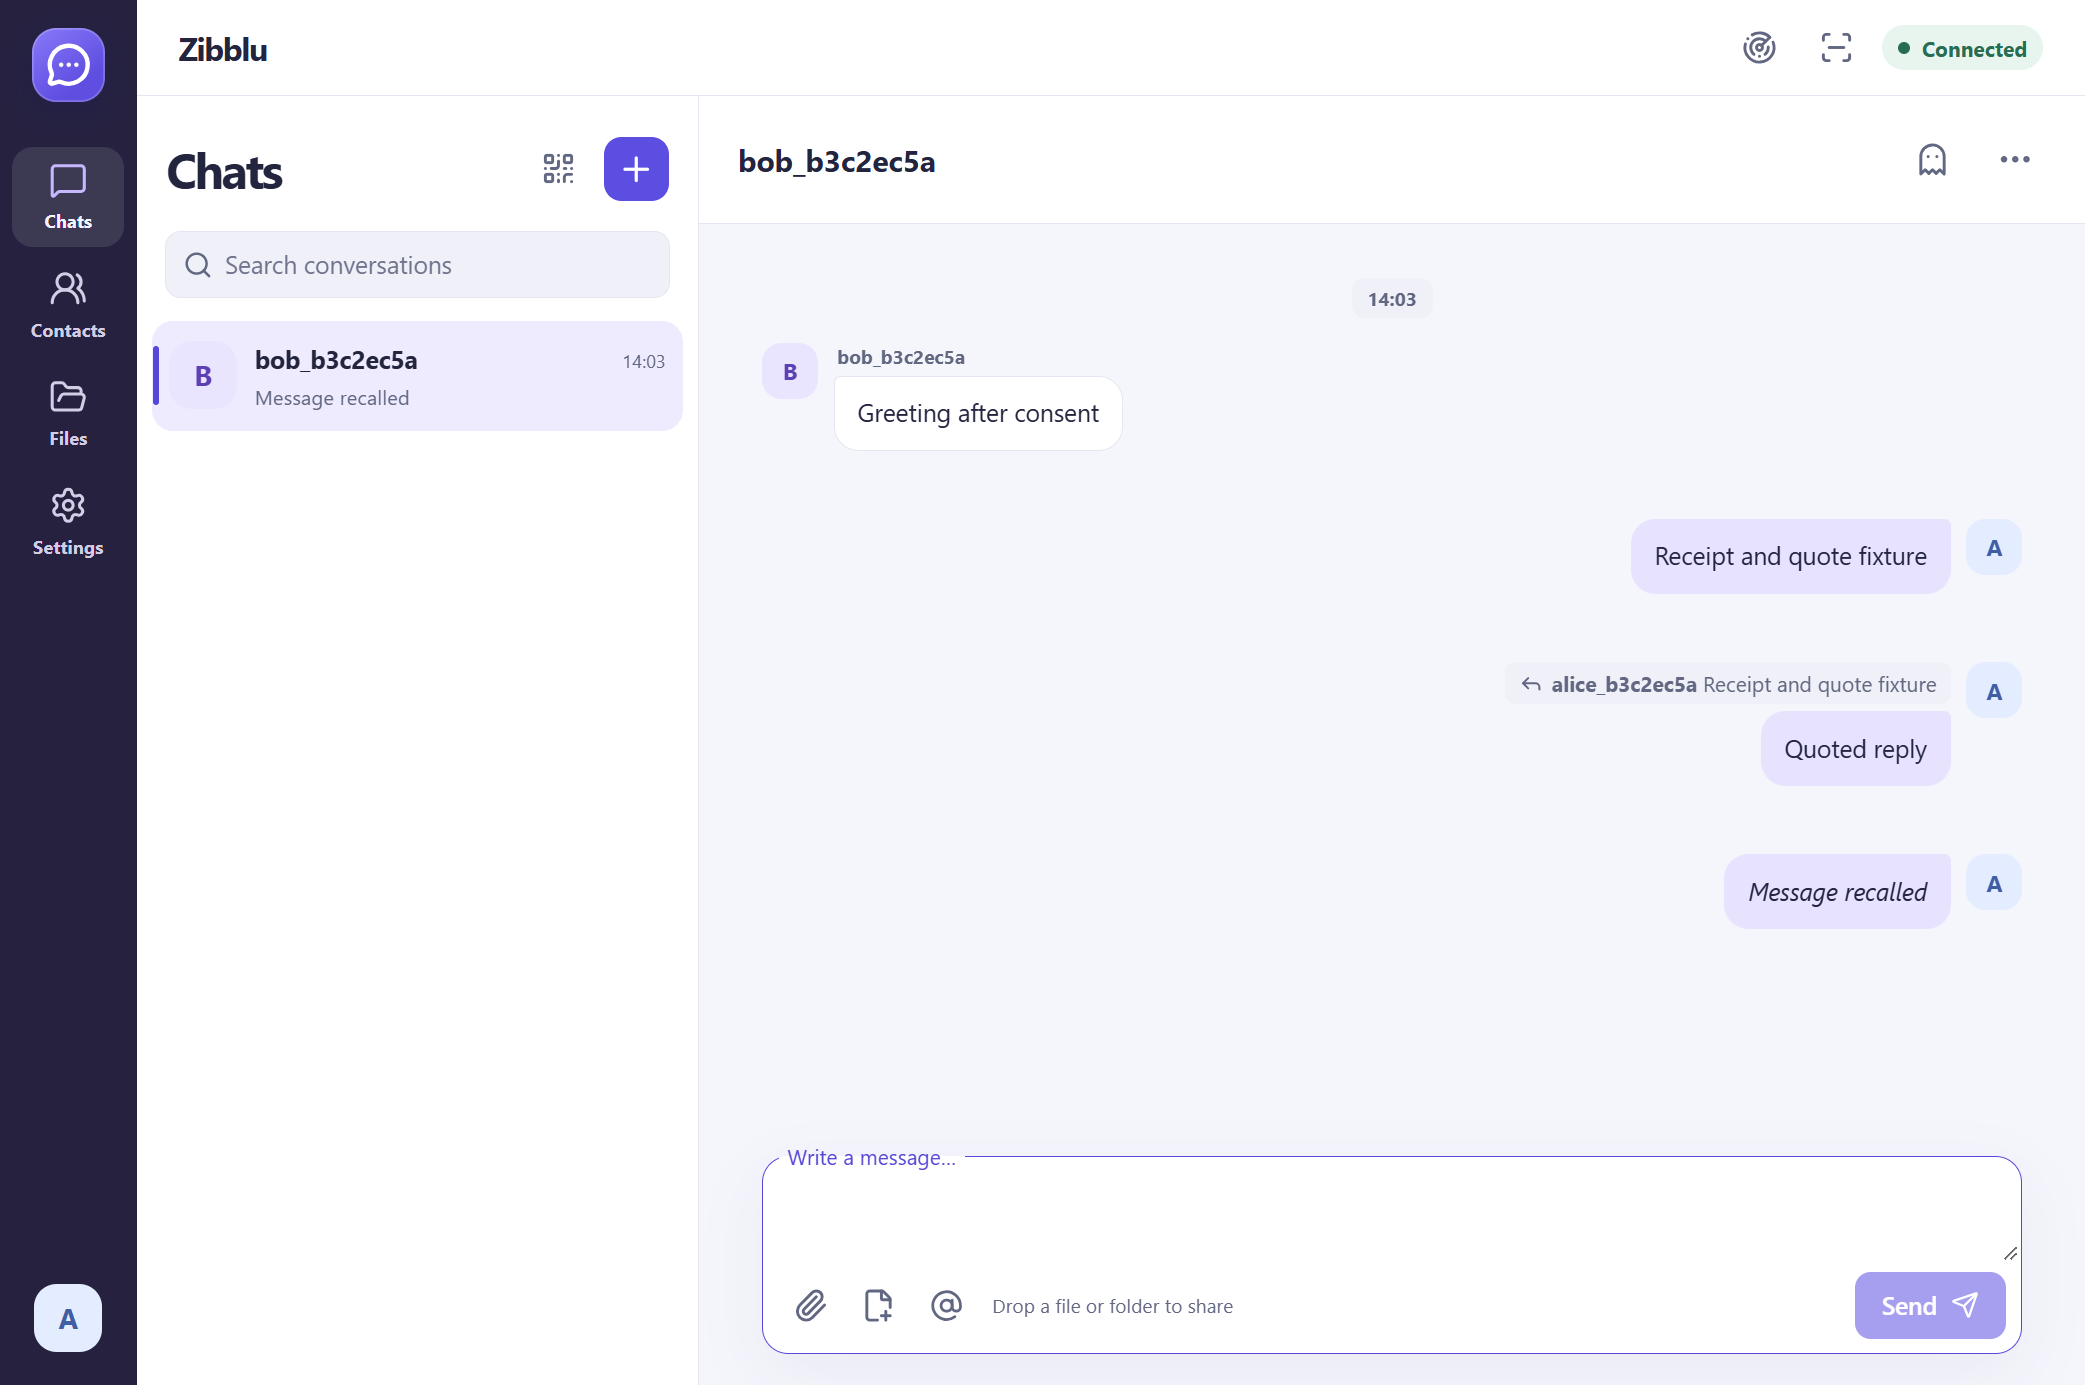 Zibblu
Connected
Chats
Contacts
Files
Settings
A
Chats
Search conversations
B
bob_b3c2ec5a
14:03
Message recalled
bob_b3c2ec5a
14:03
B
bob_b3c2ec5a
Greeting after consent
Receipt and quote fixture
A
alice_b3c2ec5a Receipt and quote fixture
A
Quoted reply
Message recalled
A
Write a message...
Drop a file or folder to share
Send